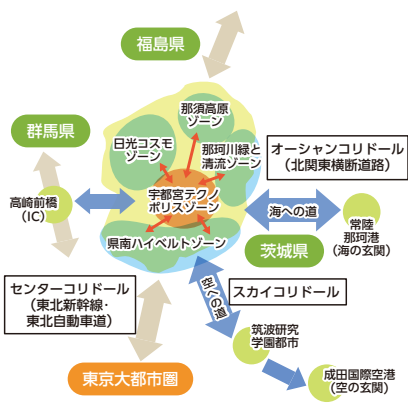 福島県
那須高原
ゾーン
群馬県
日光コスモ
ゾーン
那珂川緑と
清流ゾーン
オーシャンコリドール
（北関東横断道路）
高崎前橋
（IC）
宇都宮テクノ
ポリスゾーン
海への道
常陸
那珂港
（海の玄関）
県南ハイベルトゾーン
茨城県
センターコリドール
（東北新幹線・
東北自動車道）
空への道
スカイコリドール
筑波研究
学園都市
東京大都市圏
成田国際空港
（空の玄関）